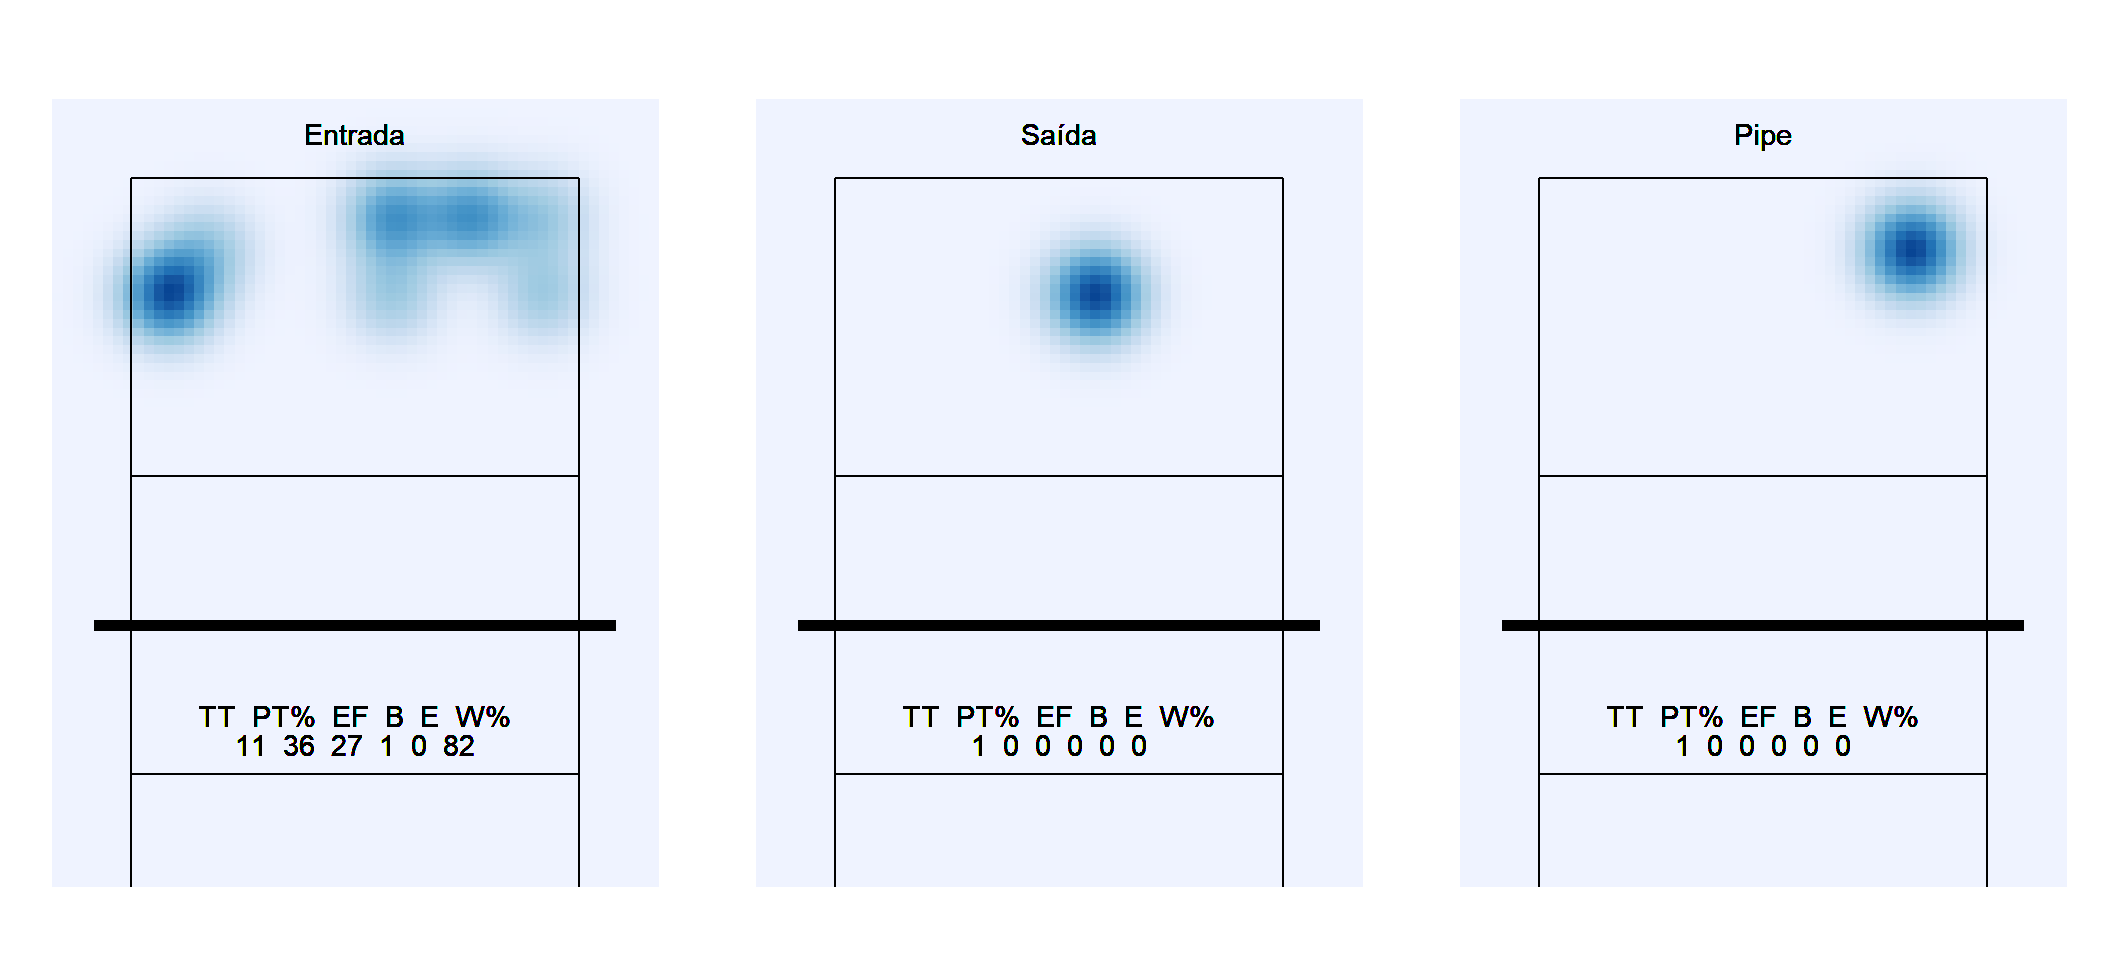 Entrada
TT PT% EF B E W%
11 36 27 1 0 82
Saída
TT PT% EF B E W%
1 0 0 0 0 0
Pipe
TT PT% EF B E W%
1 0 0 0 0 0